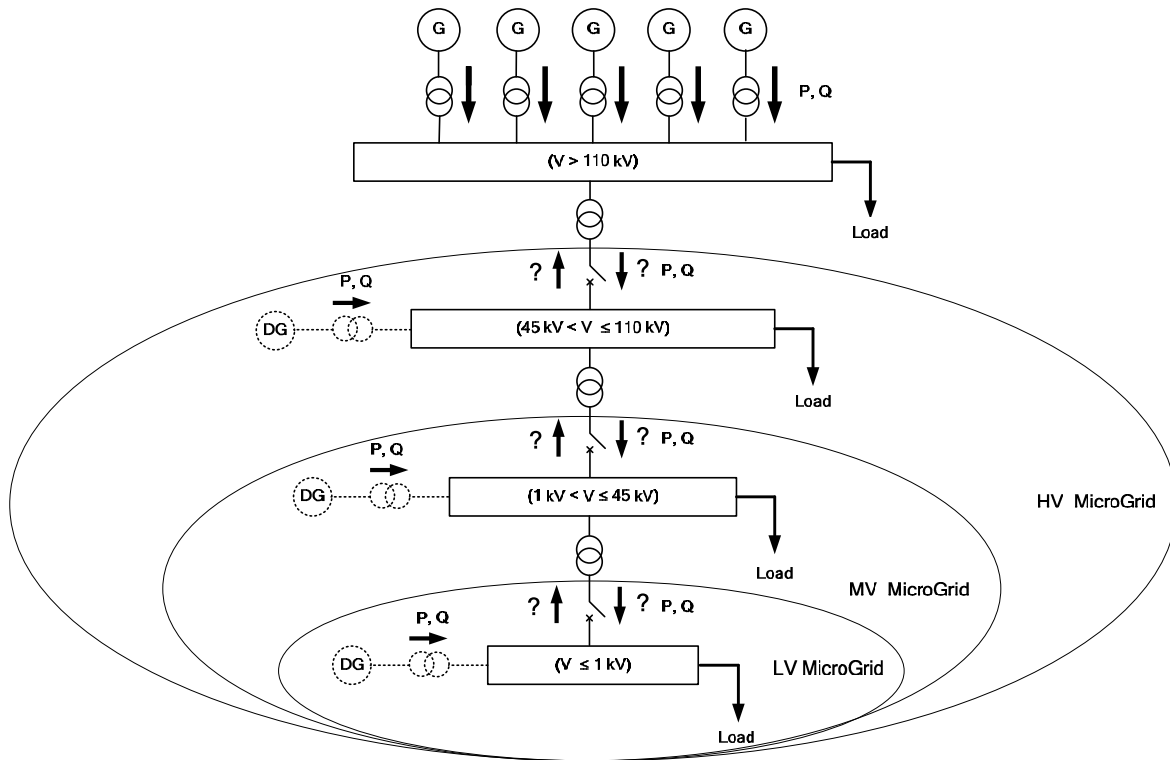 G G G G G
P, Q
(V > 110 kV)
Load
? ? P, Q
P, Q
DG
(45 kV < V ≤ 110 kV)
Load
? ? P, Q
P, Q
DG
(1 kV < V ≤ 45 kV)
HV MicroGrid
Load
MV MicroGrid
? ? P, Q
P, Q
DG
(V ≤ 1 kV)
LV MicroGrid
Load